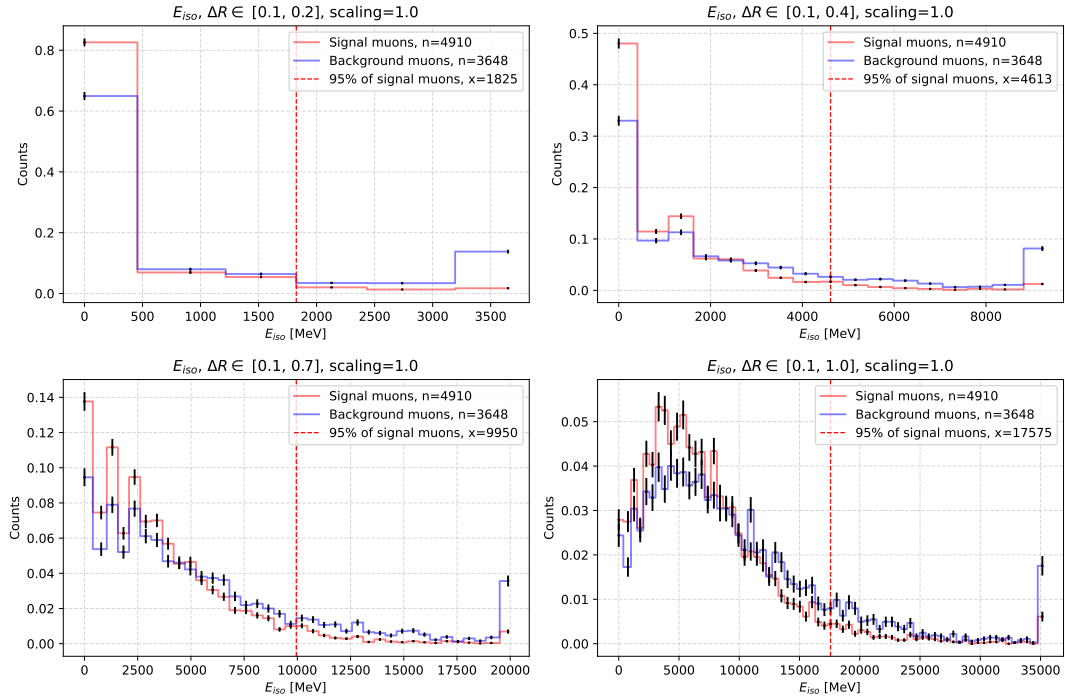 E_iso, ΔR ∈ [0.1, 0.2], scaling=1.0
Signal muons, n=4910
Background muons, n=3648
95% of signal muons, x=1825
Counts
0.8
0.6
0.4
0.2
0.0
0 500 1000 1500 2000 2500 3000 3500
E_iso [MeV]
E_iso, ΔR ∈ [0.1, 0.4], scaling=1.0
Signal muons, n=4910
Background muons, n=3648
95% of signal muons, x=4613
Counts
0.5
0.4
0.3
0.2
0.1
0.0
0 2000 4000 6000 8000
E_iso [MeV]
E_iso, ΔR ∈ [0.1, 0.7], scaling=1.0
Signal muons, n=4910
Background muons, n=3648
95% of signal muons, x=9950
Counts
0.14
0.12
0.10
0.08
0.06
0.04
0.02
0.00
0 2500 5000 7500 10000 12500 15000 17500 20000
E_iso [MeV]
E_iso, ΔR ∈ [0.1, 1.0], scaling=1.0
Signal muons, n=4910
Background muons, n=3648
95% of signal muons, x=17575
Counts
0.05
0.04
0.03
0.02
0.01
0.00
0 5000 10000 15000 20000 25000 30000 35000
E_iso [MeV]